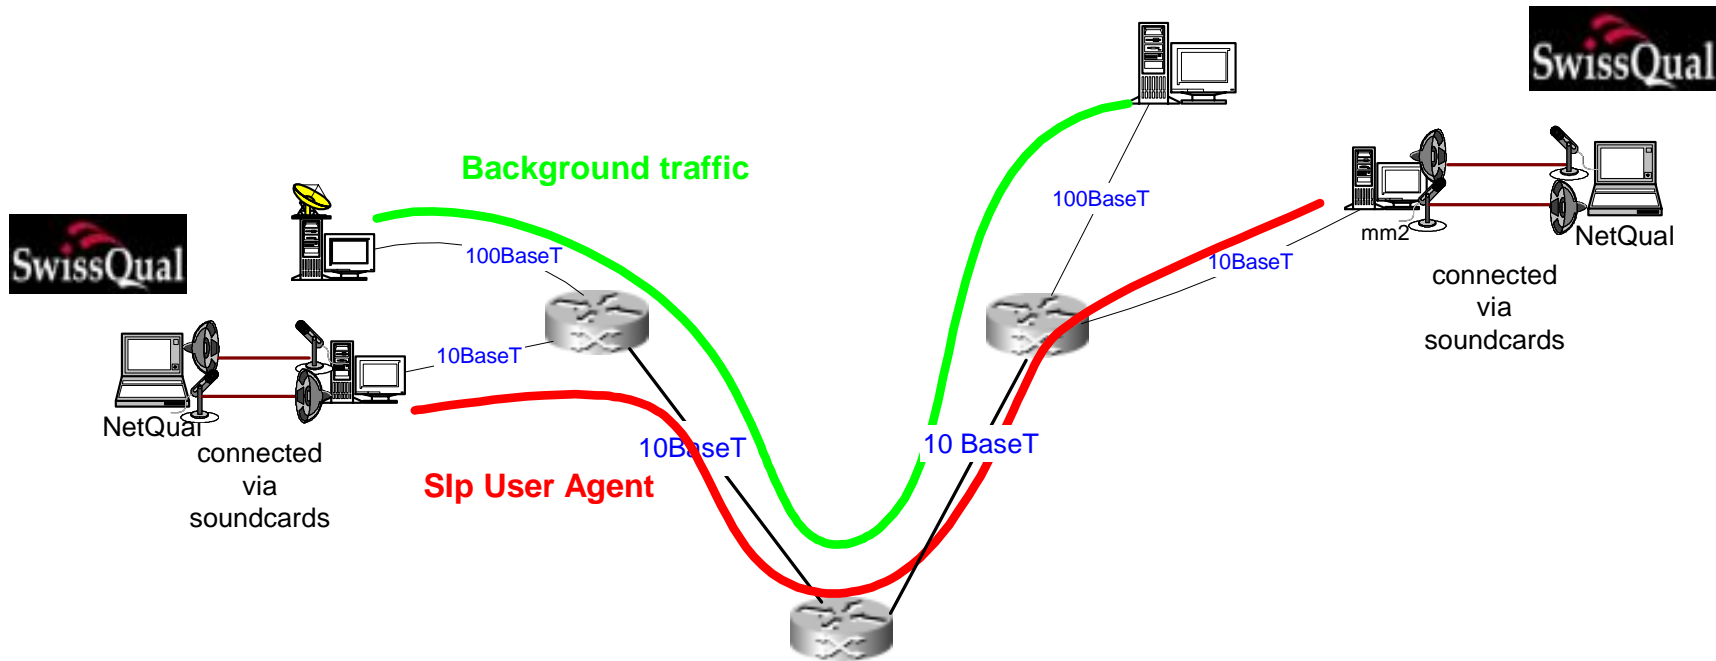 SwissQual
Background traffic
100BaseT
mm2
NetQual
SwissQual
100BaseT
10BaseT
connected
via
soundcards
10BaseT
NetQual
10BaseT
10 BaseT
connected
via
soundcards
SIp User Agent